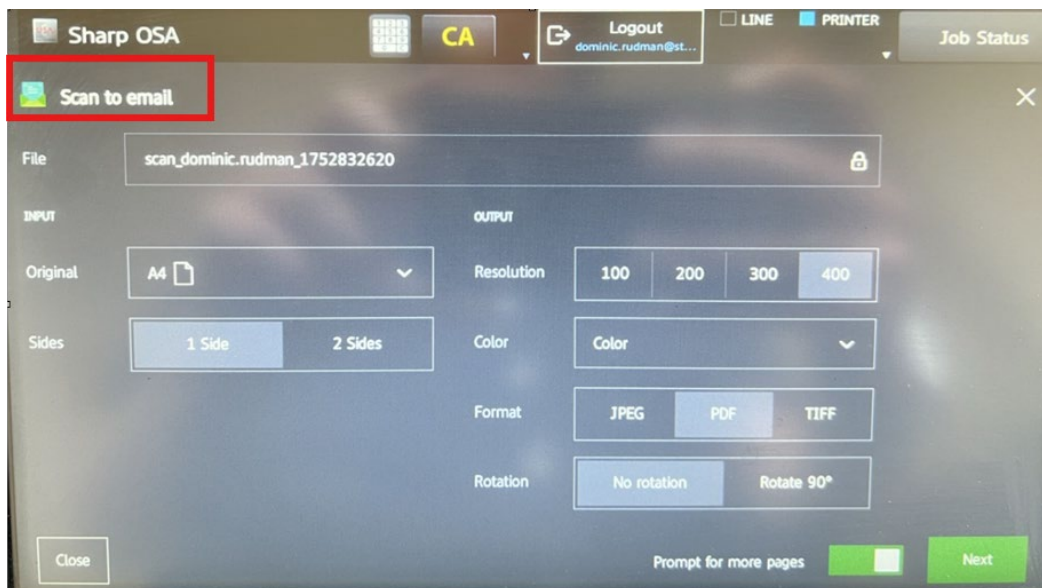 Sharp OSA
CA
Logout
dominic.rudman@st...
LINE
PRINTER
Job Status
Scan to email
File
scan_dominic.rudman_1752832620
INPUT
OUTPUT
Original
A4
Resolution
100
200
300
400
Sides
1 Side
2 Sides
Color
Color
Format
JPEG
PDF
TIFF
Rotation
No rotation
Rotate 90°
Close
Prompt for more pages
Next